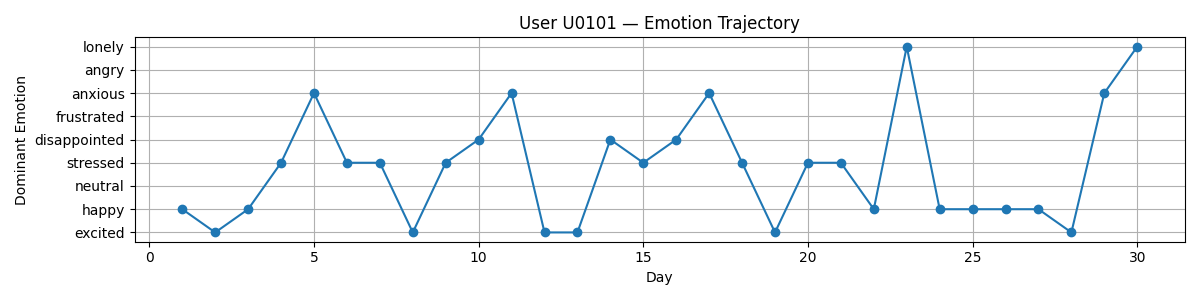 User U0101 — Emotion Trajectory
Dominant Emotion
lonely
angry
anxious
frustrated
disappointed
stressed
neutral
happy
excited
0 5 10 15 20 25 30
Day